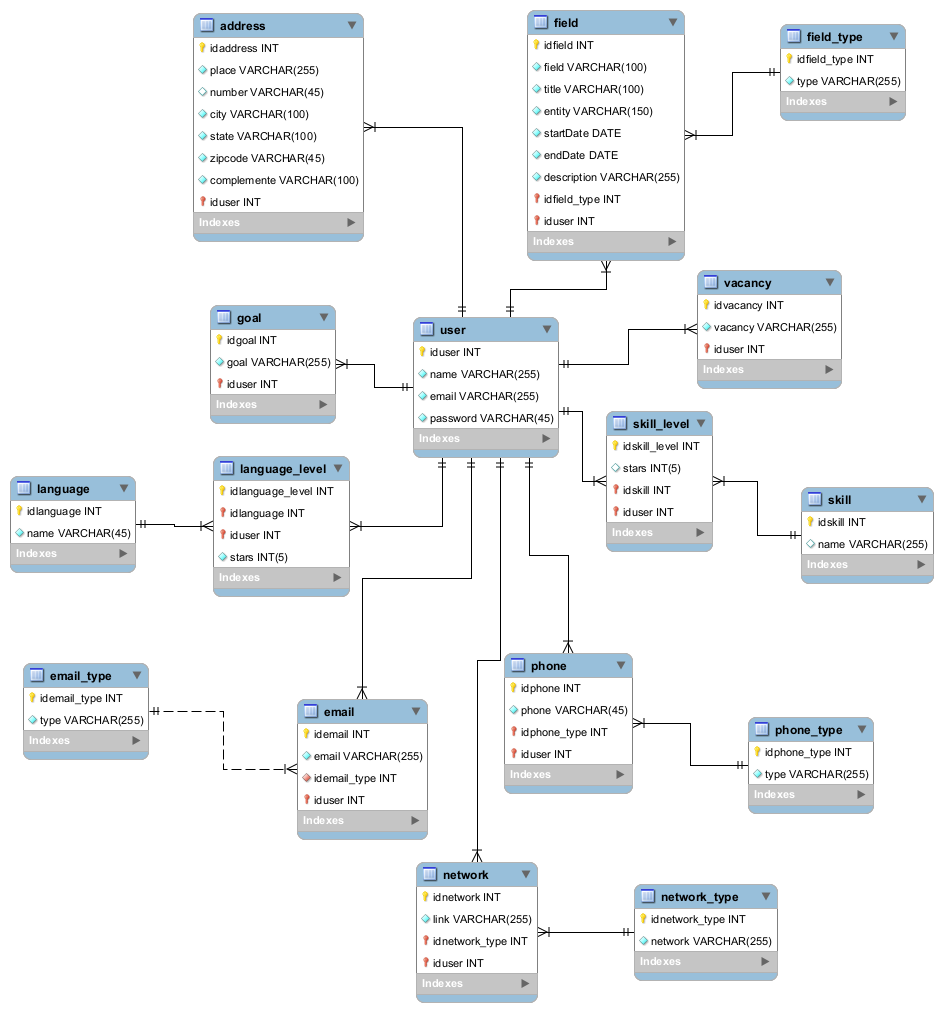 address
idaddress INT
place VARCHAR(255)
number VARCHAR(45)
city VARCHAR(100)
state VARCHAR(100)
zipcode VARCHAR(45)
complemente VARCHAR(100)
iduser INT
Indexes
field
idfield INT
field VARCHAR(100)
title VARCHAR(100)
entity VARCHAR(150)
startDate DATE
endDate DATE
description VARCHAR(255)
idfield_type INT
iduser INT
Indexes
field_type
idfield_type INT
type VARCHAR(255)
Indexes
vacancy
idvacancy INT
vacancy VARCHAR(255)
iduser INT
Indexes
goal
idgoal INT
goal VARCHAR(255)
iduser INT
Indexes
user
iduser INT
name VARCHAR(255)
email VARCHAR(255)
password VARCHAR(45)
Indexes
skill_level
idskill_level INT
stars INT(5)
idskill INT
iduser INT
Indexes
skill
idskill INT
name VARCHAR(255)
Indexes
language
idlanguage INT
name VARCHAR(45)
Indexes
language_level
idlanguage_level INT
idlanguage INT
iduser INT
stars INT(5)
Indexes
email_type
idemail_type INT
type VARCHAR(255)
Indexes
email
idemail INT
email VARCHAR(255)
idemail_type INT
iduser INT
Indexes
phone
idphone INT
phone VARCHAR(45)
idphone_type INT
iduser INT
Indexes
phone_type
idphone_type INT
type VARCHAR(255)
Indexes
network
idnetwork INT
link VARCHAR(255)
idnetwork_type INT
iduser INT
Indexes
network_type
idnetwork_type INT
network VARCHAR(255)
Indexes